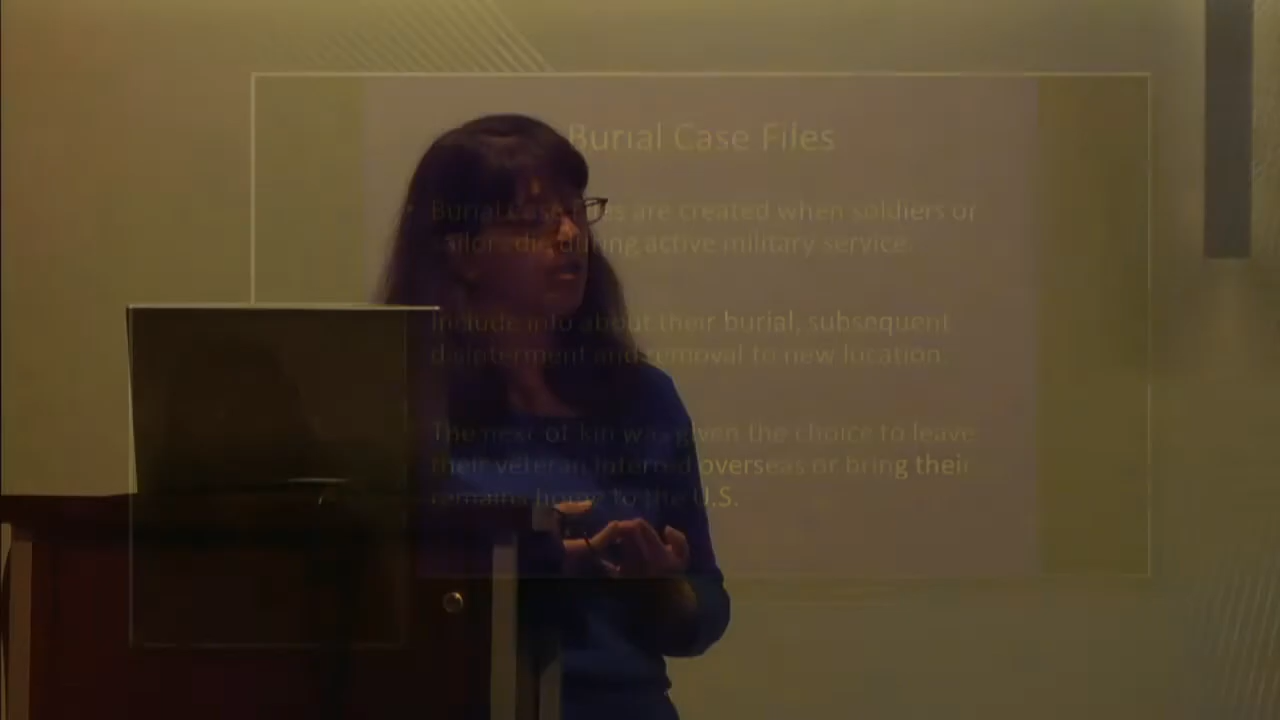 Burial Case Files
• Burial Case Files are created when soldiers or
sailors die during active military service.
Include info about their burial, subsequent
disinterment and removal to new location.
The next of kin was given the choice to leave
their veteran interred overseas or bring their
remains home to the U.S.